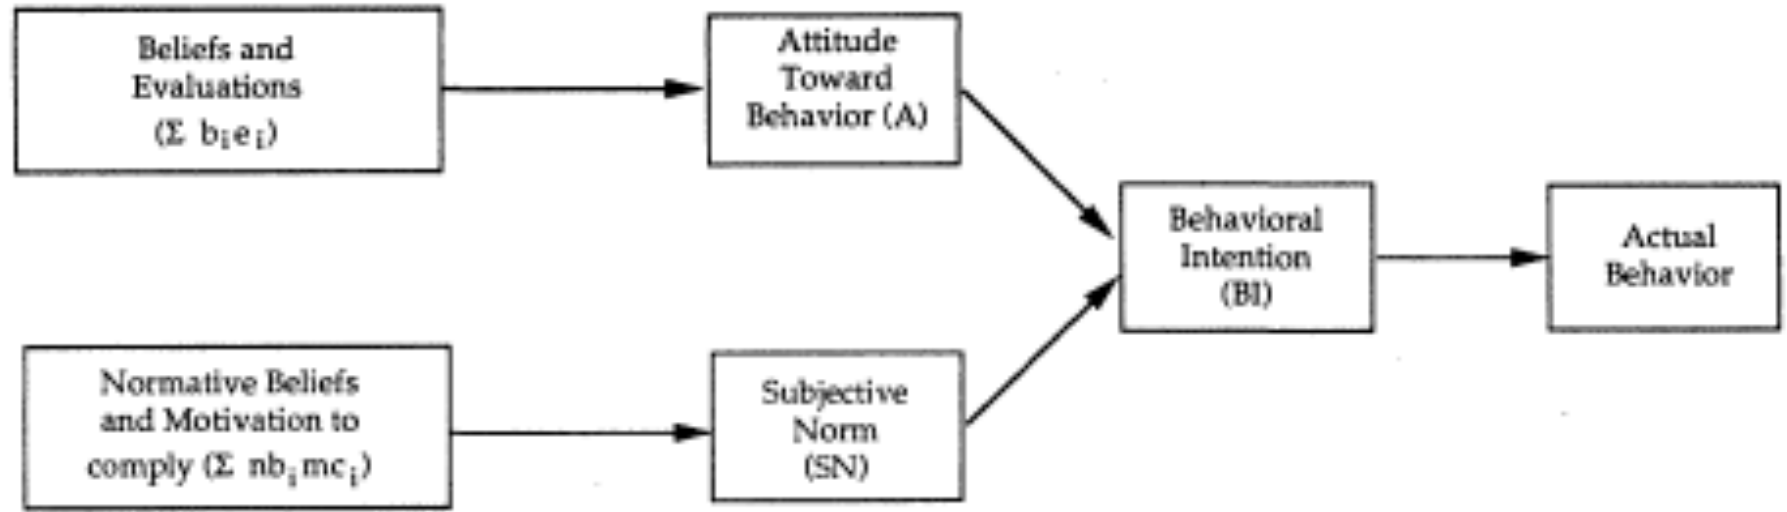 Beliefs and
Evaluations
(Σ bᵢeᵢ)
Attitude
Toward
Behavior (A)
Behavioral
Intention
(BI)
Actual
Behavior
Normative Beliefs
and Motivation to
comply (Σ nbᵢmcᵢ)
Subjective
Norm
(SN)